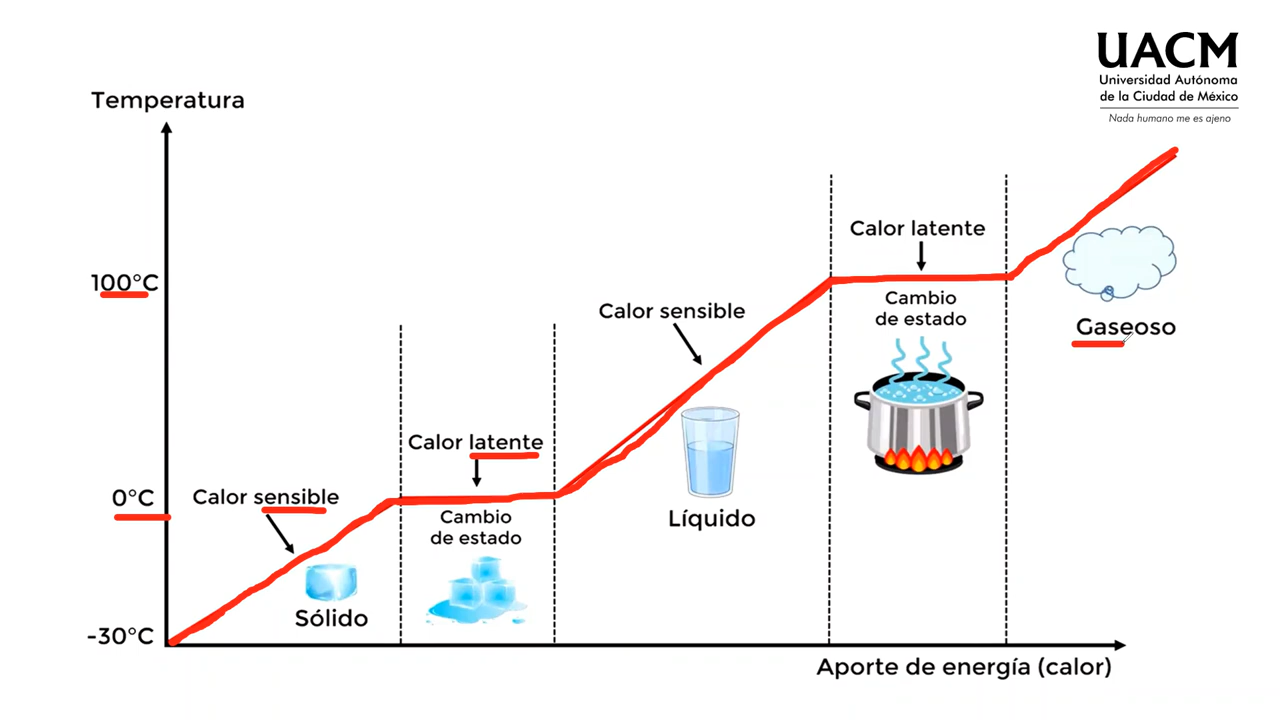 UACM
Universidad Autónoma
de la Ciudad de México
Nada humano me es ajeno
Temperatura
100°C
0°C
-30°C
Calor sensible
Sólido
Calor latente
Cambio
de estado
Calor sensible
Líquido
Calor latente
Cambio
de estado
Gaseoso
Aporte de energía (calor)